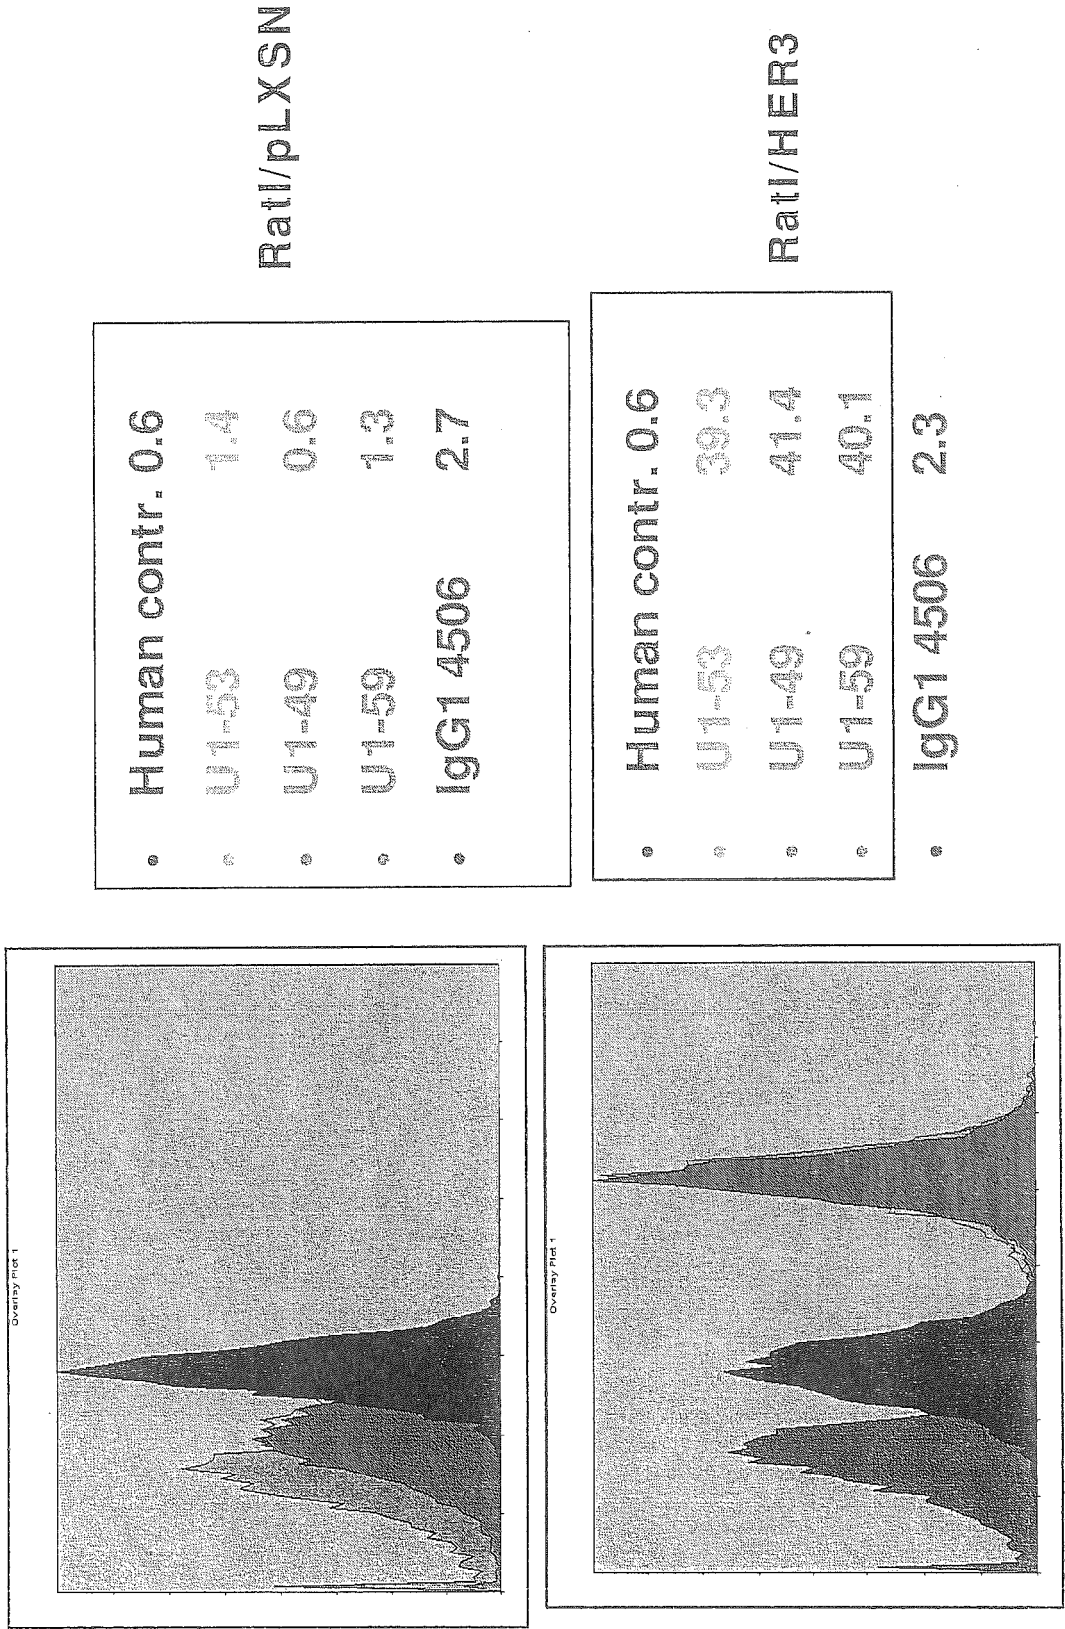 Overlay Plot 1
• Human contr. 0.6
• U1-53 1.4
• U1-49 0.6
• U1-59 1.3
• IgG1 4506 2.7
RatI/pLXSN
Overlay Plot 1
• Human contr. 0.6
• U1-53 39.3
• U1-49 41.4
• U1-59 40.1
• IgG1 4506 2.3
RatI/HER3